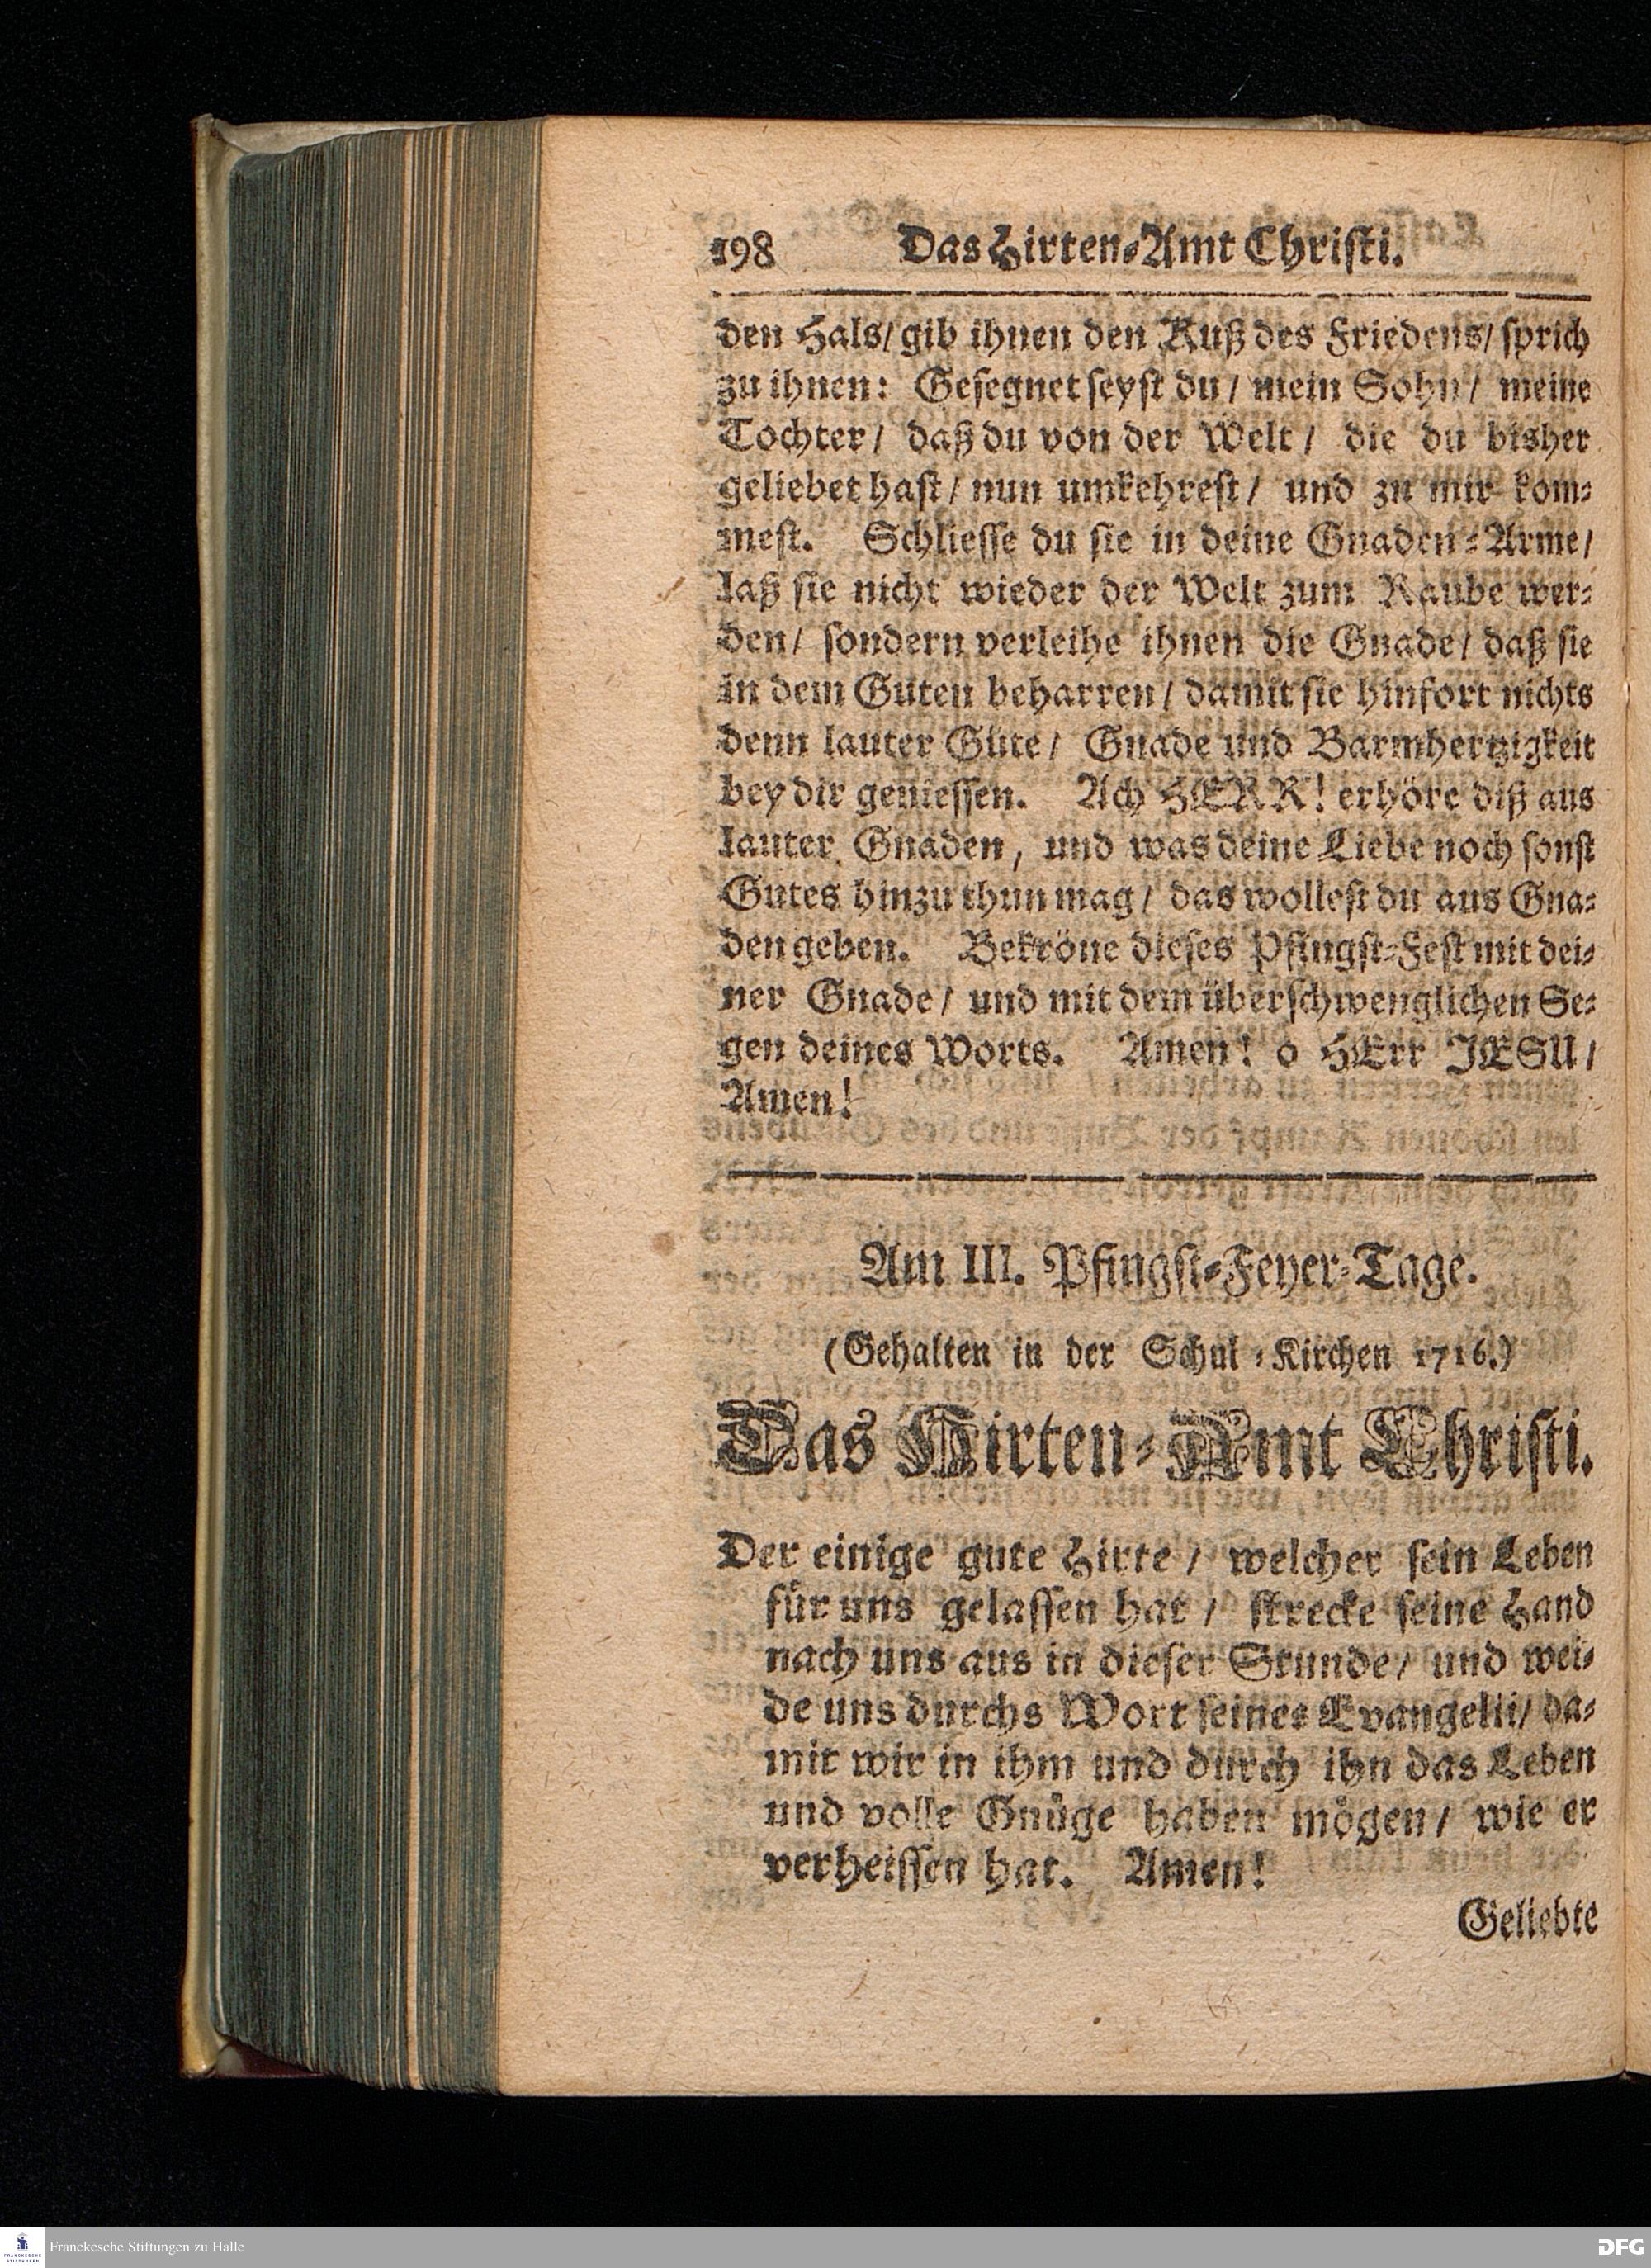 198 Das Hirten-Amt Christi.
den Hals/ gib ihnen den Kuß des Friedens/ sprich
zu ihnen: Gesegnet seyst du/ mein Sohn/ meine
Tochter/ daß du von der Welt/ die du bisher
geliebet hast/ nun umkehrest/ und zu mir kom-
mest. Schliesse du sie in deine Gnaden-Arme/
laß sie nicht wieder der Welt zum Raube wer-
den/ sondern verleihe ihnen die Gnade/ daß sie
in dem Guten beharren/ damit sie hinfort nichts
denn lauter Güte/ Gnade und Barmhertzigkeit
bey dir geniessen. Ach HERR! erhöre diß aus
lauter Gnaden, und was deine Liebe noch sonst
Gutes hinzu thun mag/ das wollest du aus Gna-
den geben. Bekröne dieses Pfingst-Fest mit dei-
ner Gnade/ und mit dem überschwenglichen Se-
gen deines Worts. Amen! o HErr JESU/
Amen!
Am III. Pfingst-Feyer-Tage.
(Gehalten in der Schul-Kirchen 1716.)
Das Hirten-Amt Christi.
Der einige gute Hirte/ welcher sein Leben
für uns gelassen hat/ strecke seine Hand
nach uns aus in dieser Stunde/ und wei-
de uns durchs Wort seines Evangelii/ da-
mit wir in ihm und durch ihn das Leben
und volle Gnüge haben mögen/ wie er
verheissen hat. Amen!
Geliebte
FRANCKESCHE
STIFTUNGEN
Franckesche Stiftungen zu Halle
DFG